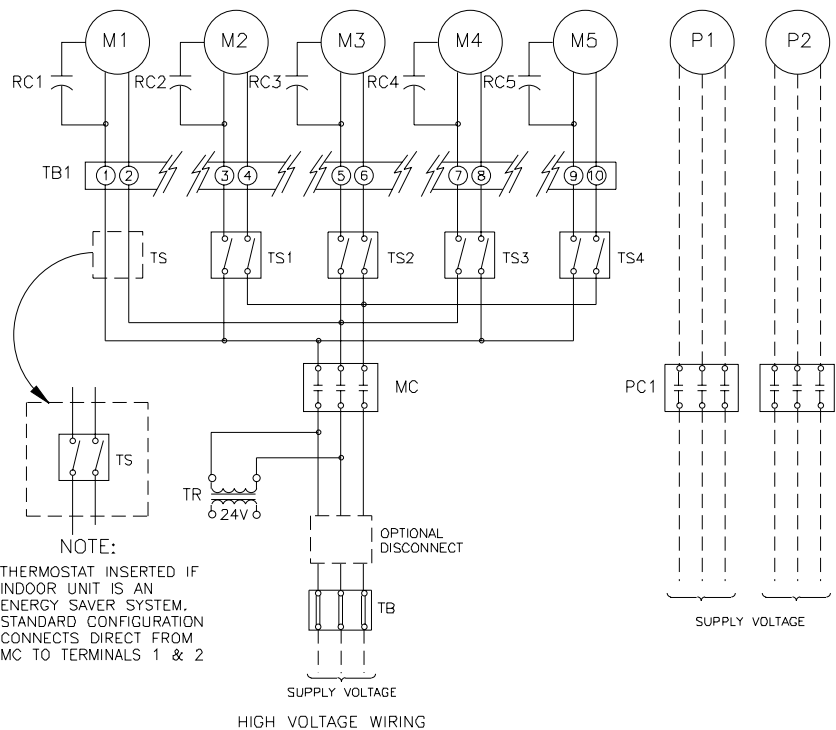 M1 M2 M3 M4 M5 P1 P2
RC1 RC2 RC3 RC4 RC5
TB1 1 2 3 4 5 6 7 8 9 10
TS TS1 TS2 TS3 TS4
MC PC1
TS
TR
24V
OPTIONAL
DISCONNECT
NOTE:
THERMOSTAT INSERTED IF
INDOOR UNIT IS AN
ENERGY SAVER SYSTEM.
STANDARD CONFIGURATION
CONNECTS DIRECT FROM
MC TO TERMINALS 1 & 2
TB
SUPPLY VOLTAGE
SUPPLY VOLTAGE
HIGH VOLTAGE WIRING